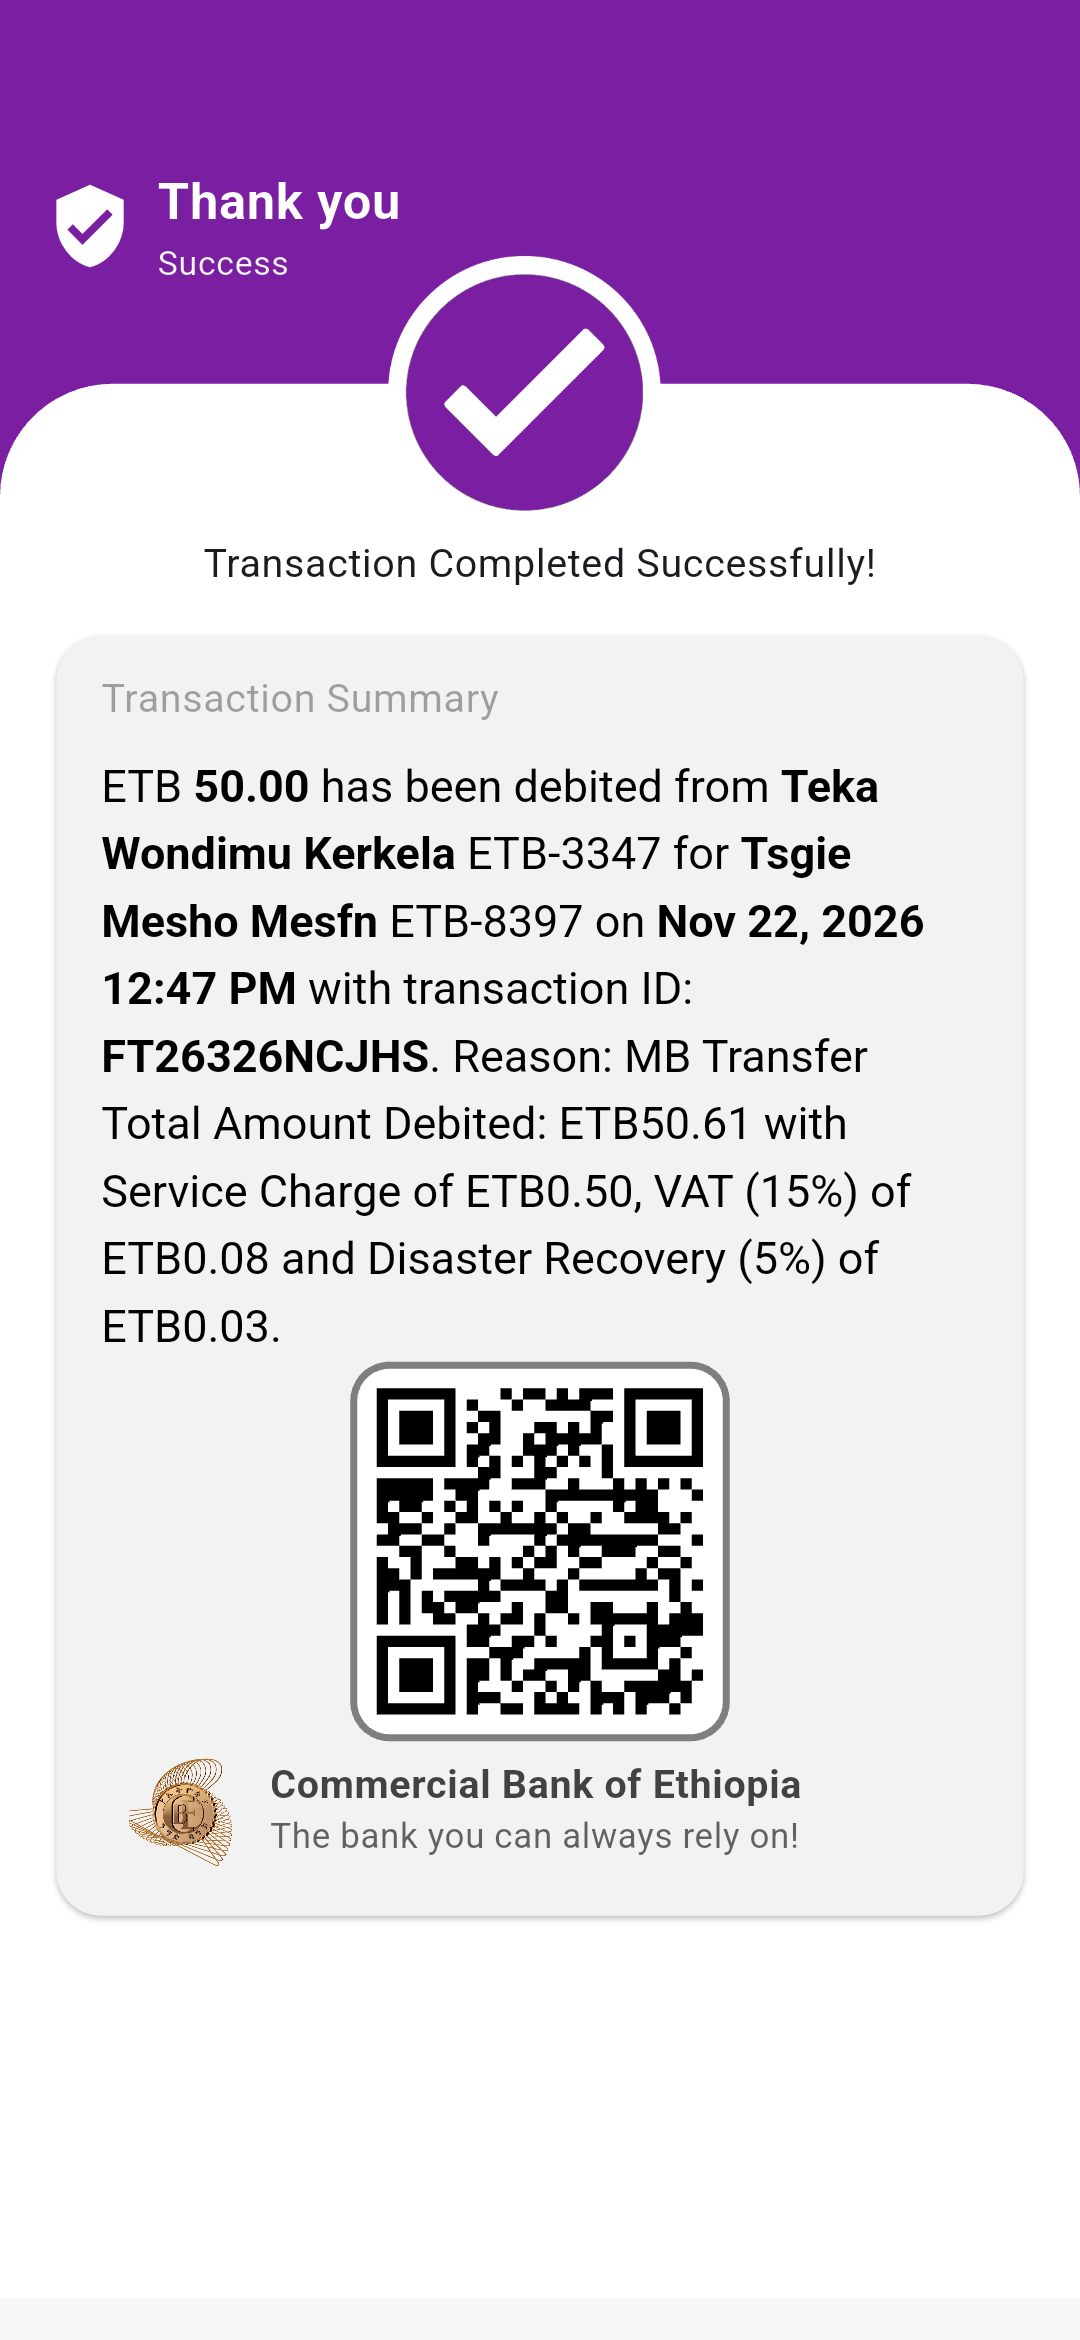 Thank you
Success
Transaction Completed Successfully!
Transaction Summary
ETB 50.00 has been debited from Teka
Wondimu Kerkela ETB-3347 for Tsgie
Mesho Mesfn ETB-8397 on Nov 22, 2026
12:47 PM with transaction ID:
FT26326NCJHS. Reason: MB Transfer
Total Amount Debited: ETB50.61 with
Service Charge of ETB0.50, VAT (15%) of
ETB0.08 and Disaster Recovery (5%) of
ETB0.03.
Commercial Bank of Ethiopia
The bank you can always rely on!